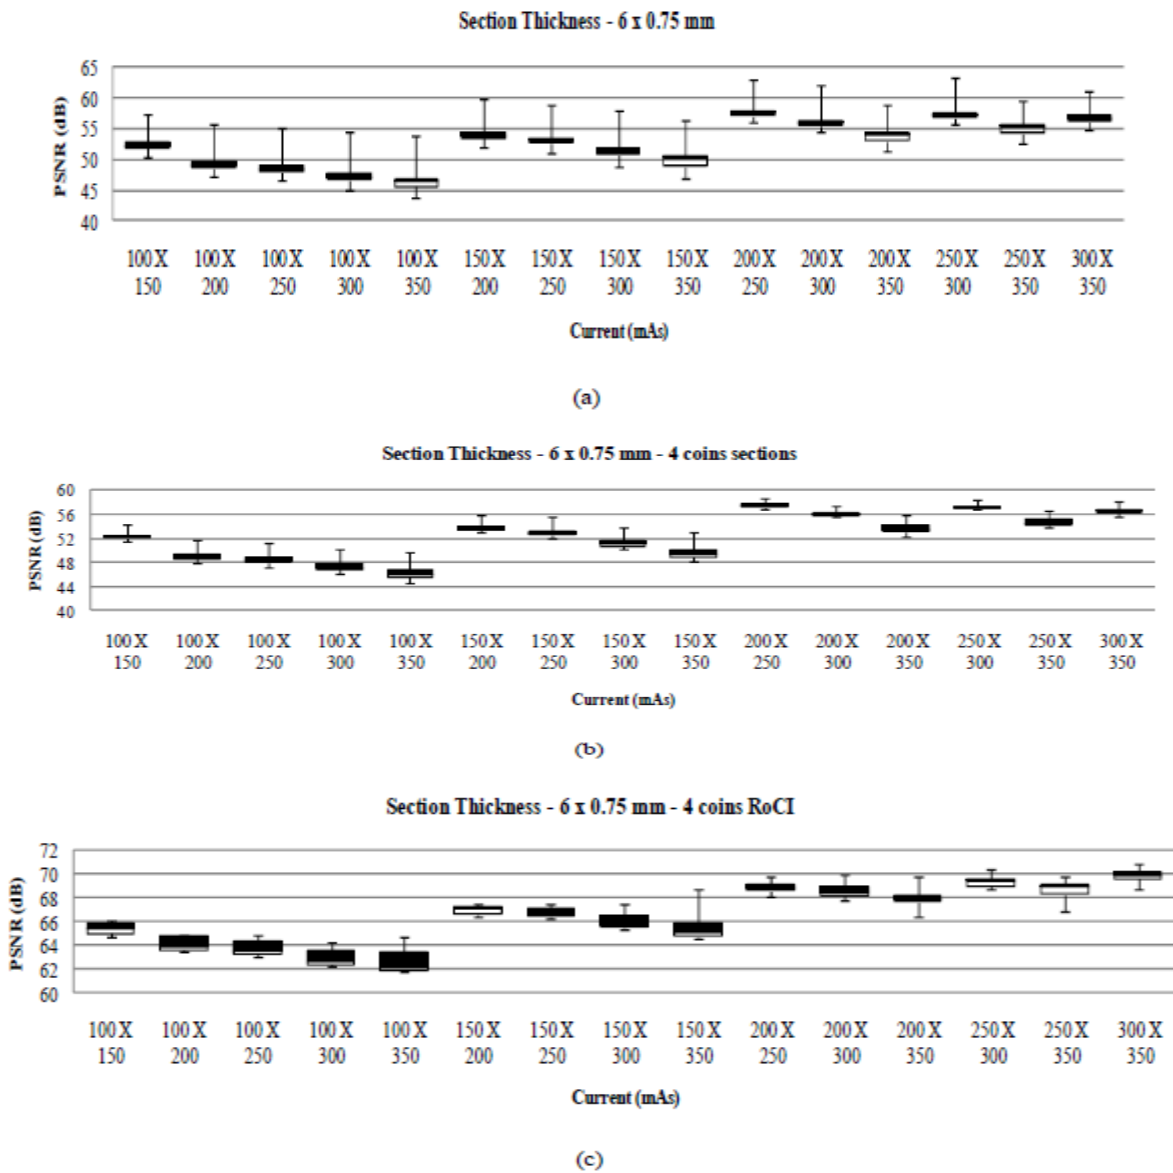 Section Thickness - 6 x 0.75 mm
PSNR (dB)
65
60
55
50
45
40
100 X 150
100 X 200
100 X 250
100 X 300
100 X 350
150 X 200
150 X 250
150 X 300
150 X 350
200 X 250
200 X 300
200 X 350
250 X 300
250 X 350
300 X 350
Current (mAs)
(a)
Section Thickness - 6 x 0.75 mm - 4 coins sections
PSNR (dB)
60
56
52
48
44
40
100 X 150
100 X 200
100 X 250
100 X 300
100 X 350
150 X 200
150 X 250
150 X 300
150 X 350
200 X 250
200 X 300
200 X 350
250 X 300
250 X 350
300 X 350
Current (mAs)
(b)
Section Thickness - 6 x 0.75 mm - 4 coins RoCI
PSNR (dB)
72
70
68
66
64
62
60
100 X 150
100 X 200
100 X 250
100 X 300
100 X 350
150 X 200
150 X 250
150 X 300
150 X 350
200 X 250
200 X 300
200 X 350
250 X 300
250 X 350
300 X 350
Current (mAs)
(c)